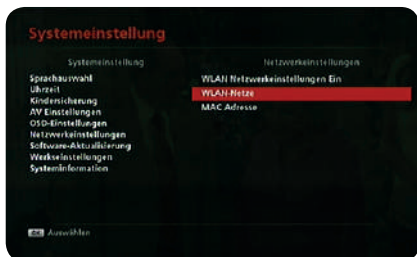 Systemeinstellung
Systemeinstellung
Sprachauswahl
Uhrzeit
Kindersicherung
AV Einstellungen
OSD-Einstellungen
Netzwerkeinstellungen
Software-Aktualisierung
Werkseinstellungen
Systeminformation
Netzwerkeinstellungen
WLAN Netzwerkeinstellungen Ein
WLAN-Netze
MAC Adresse
OK Auswählen